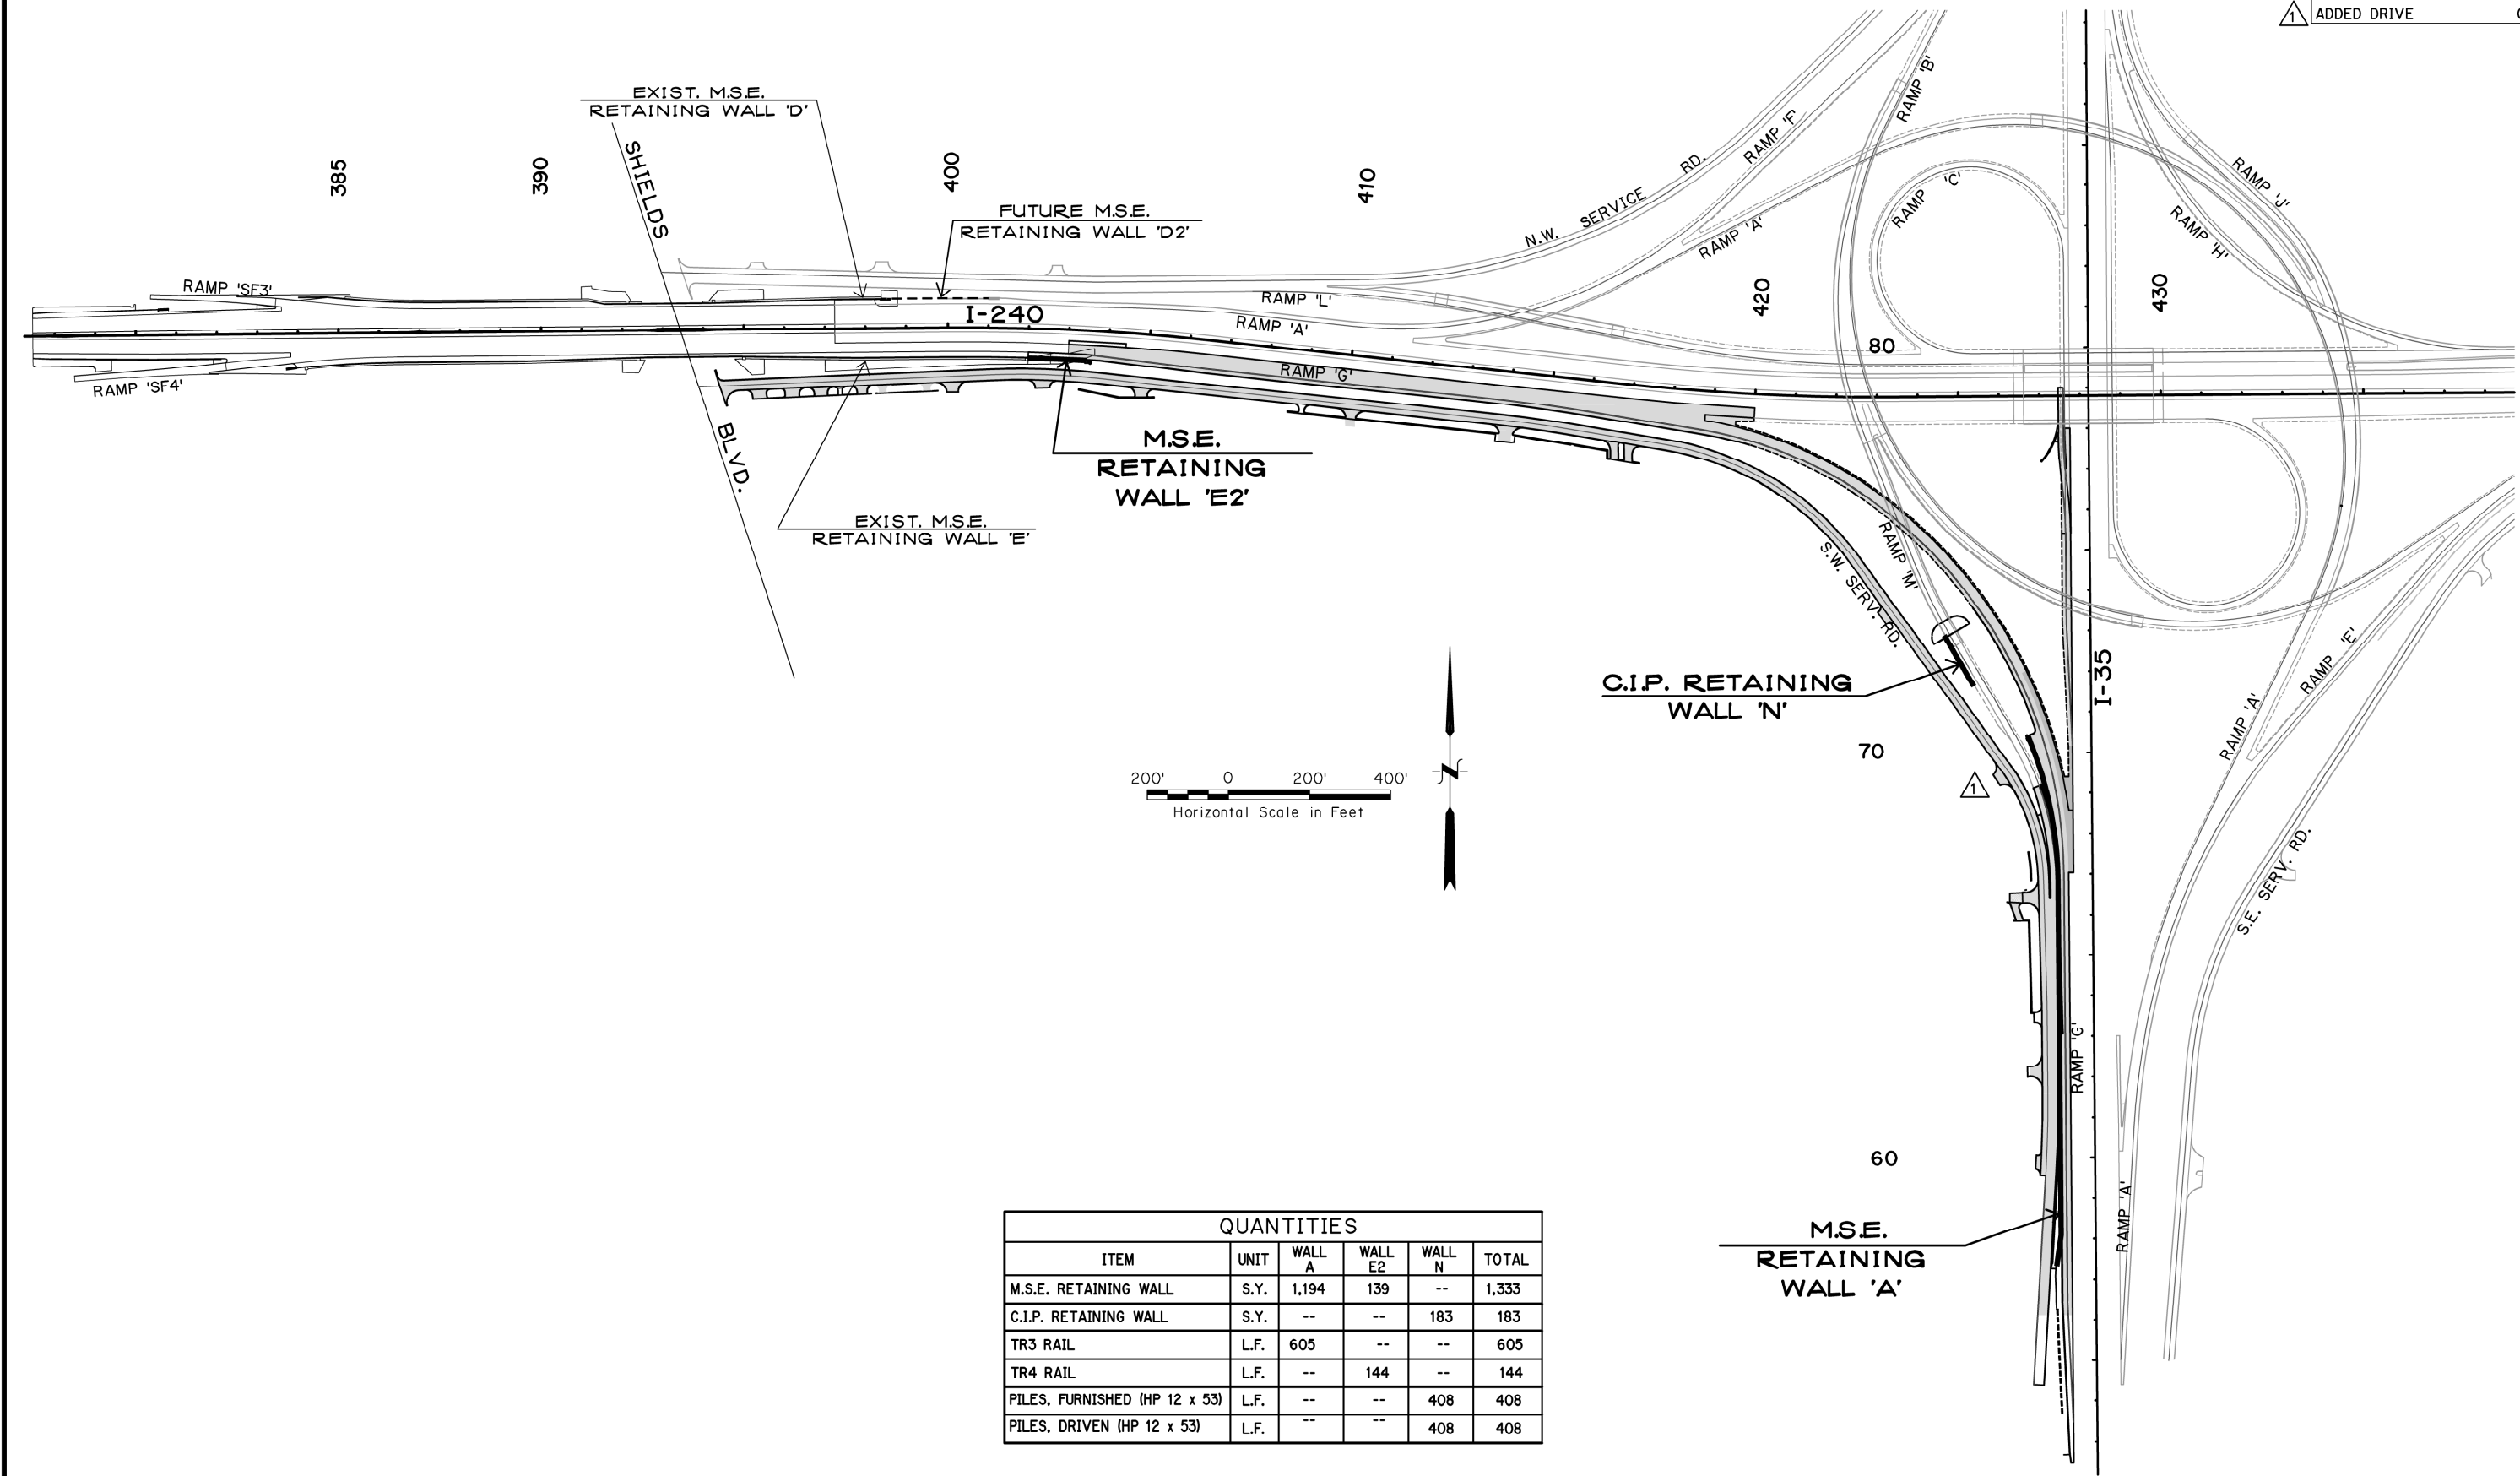 1 ADDED DRIVE
EXIST. M.S.E.
RETAINING WALL 'D'
385
390
SHIELDS
BLVD.
400
410
420
430
FUTURE M.S.E.
RETAINING WALL 'D2'
N.W. SERVICE RD.
RAMP 'F'
RAMP 'B'
RAMP 'A'
RAMP 'C'
RAMP 'J'
RAMP 'H'
RAMP 'SF3'
I-240
RAMP 'L'
RAMP 'A'
80
RAMP 'SF4'
RAMP 'G'
M.S.E.
RETAINING
WALL 'E2'
EXIST. M.S.E.
RETAINING WALL 'E'
RAMP 'M'
S.W. SERV. RD.
C.I.P. RETAINING
WALL 'N'
I-35
RAMP 'E'
RAMP 'A'
70
1
200' 0 200' 400'
Horizontal Scale in Feet
N
S.E. SERV. RD.
RAMP 'G'
60
RAMP 'A'
M.S.E.
RETAINING
WALL 'A'
QUANTITIES
ITEM UNIT WALL A WALL E2 WALL N TOTAL
M.S.E. RETAINING WALL S.Y. 1,194 139 -- 1,333
C.I.P. RETAINING WALL S.Y. -- -- 183 183
TR3 RAIL L.F. 605 -- -- 605
TR4 RAIL L.F. -- 144 -- 144
PILES, FURNISHED (HP 12 x 53) L.F. -- -- 408 408
PILES, DRIVEN (HP 12 x 53) L.F. -- -- 408 408